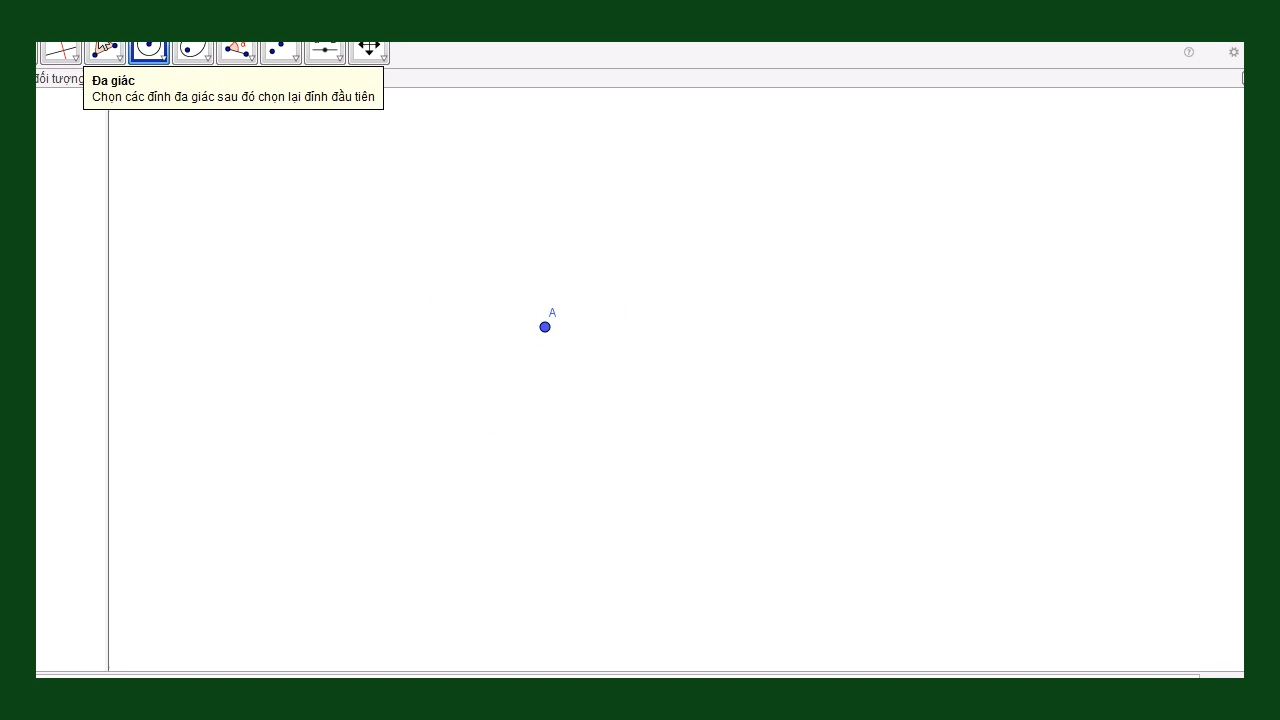 đối tượng
Đa giác
Chọn các đỉnh đa giác sau đó chọn lại đỉnh đầu tiên
A